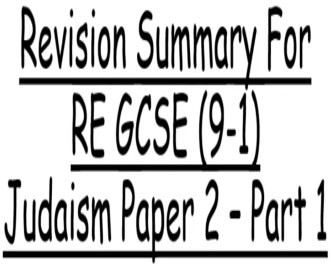 Revision Summary For
RE GCSE (9-1)
Judaism Paper 2 - Part 1